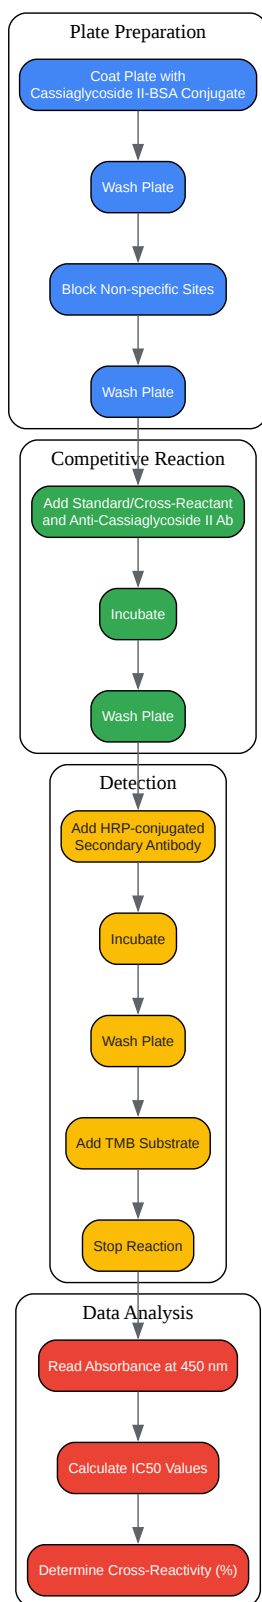 Plate Preparation
Coat Plate with
Cassiaglycoside II-BSA Conjugate
Wash Plate
Block Non-specific Sites
Wash Plate
Competitive Reaction
Add Standard/Cross-Reactant
and Anti-Cassiaglycoside II Ab
Incubate
Wash Plate
Detection
Add HRP-conjugated
Secondary Antibody
Incubate
Wash Plate
Add TMB Substrate
Stop Reaction
Data Analysis
Read Absorbance at 450 nm
Calculate IC50 Values
Determine Cross-Reactivity (%)